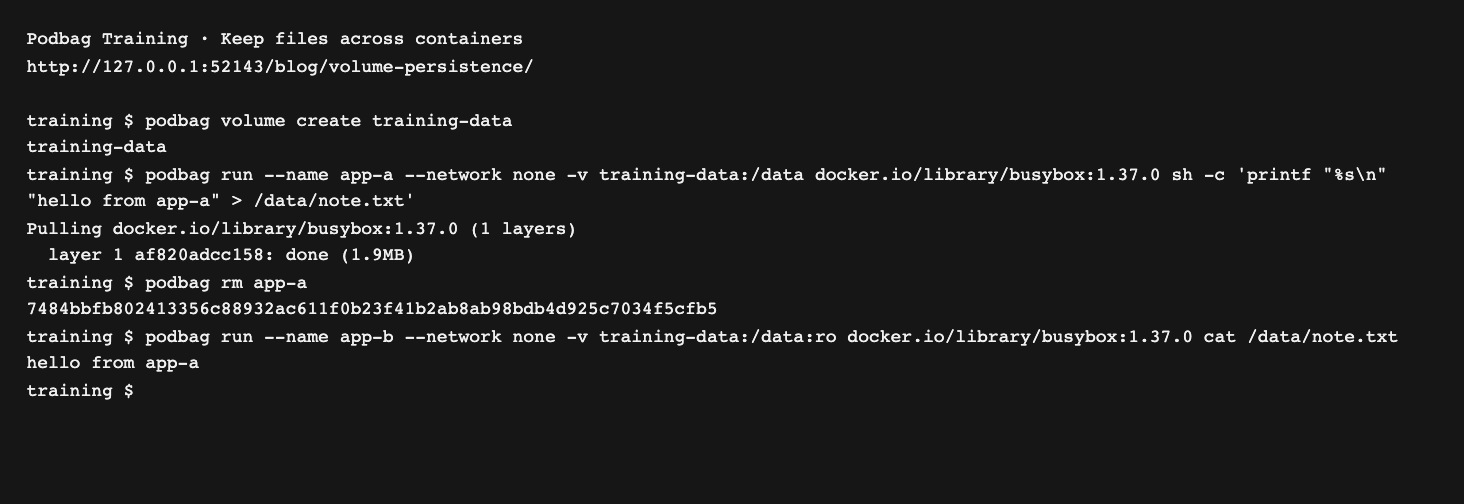 Podbag Training · Keep files across containers
http://127.0.0.1:52143/blog/volume-persistence/
training $ podbag volume create training-data
training-data
training $ podbag run --name app-a --network none -v training-data:/data docker.io/library/busybox:1.37.0 sh -c 'printf "%s\n"
"hello from app-a" > /data/note.txt'
Pulling docker.io/library/busybox:1.37.0 (1 layers)
  layer 1 af820adcc158: done (1.9MB)
training $ podbag rm app-a
7484bbfb802413356c88932ac611f0b23f41b2ab8ab98bdb4d925c7034f5cfb5
training $ podbag run --name app-b --network none -v training-data:/data:ro docker.io/library/busybox:1.37.0 cat /data/note.txt
hello from app-a
training $